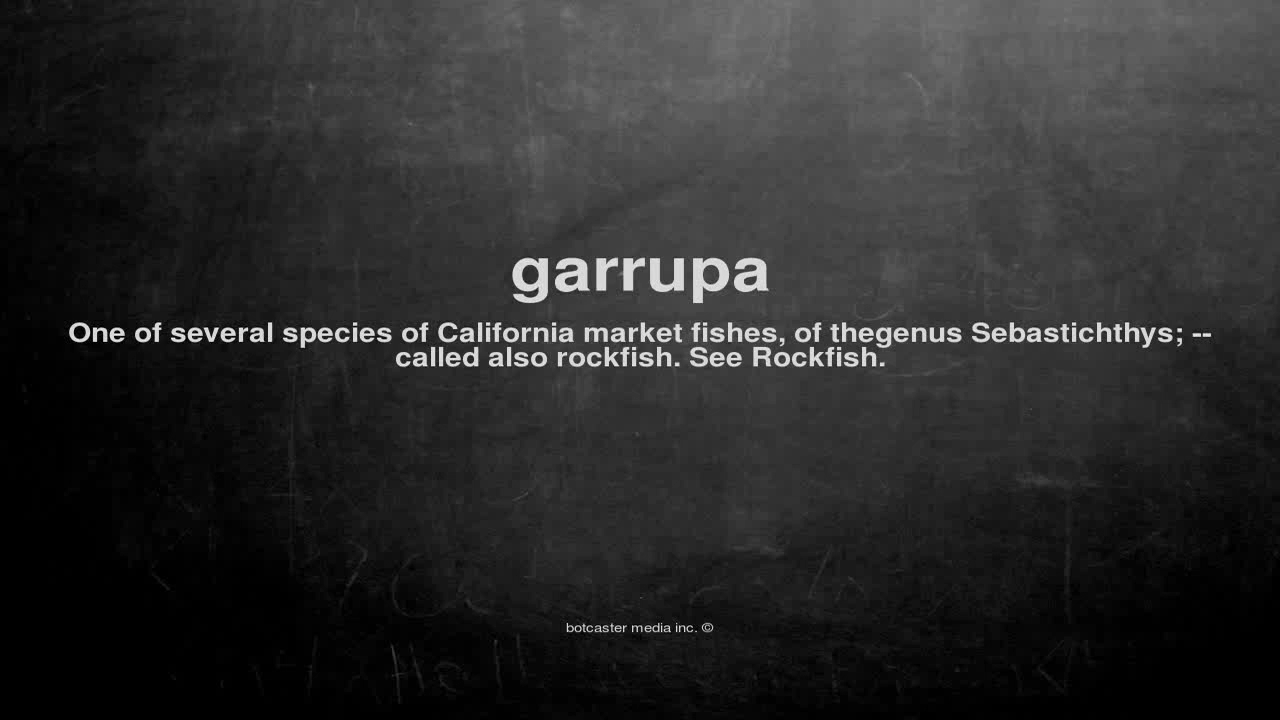 garrupa
One of several species of California market fishes, of thegenus Sebastichthys; --
called also rockfish. See Rockfish.
botcaster media inc. ©